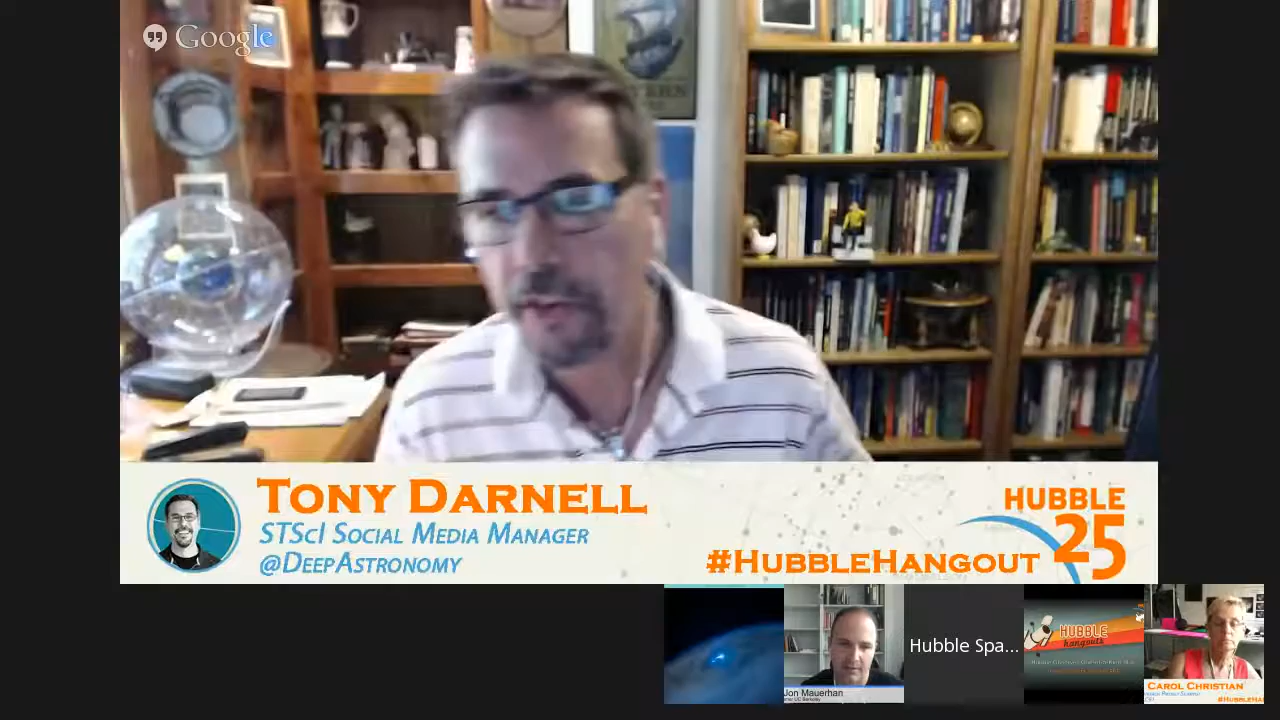 Google
TONY DARNELL
STSCI SOCIAL MEDIA MANAGER
@DEEPASTRONOMY
HUBBLE
25
#HUBBLEHANGOUT
Jon Mauerhan
Hubble Spa...
HUBBLE
hangouts
CAROL CHRISTIAN